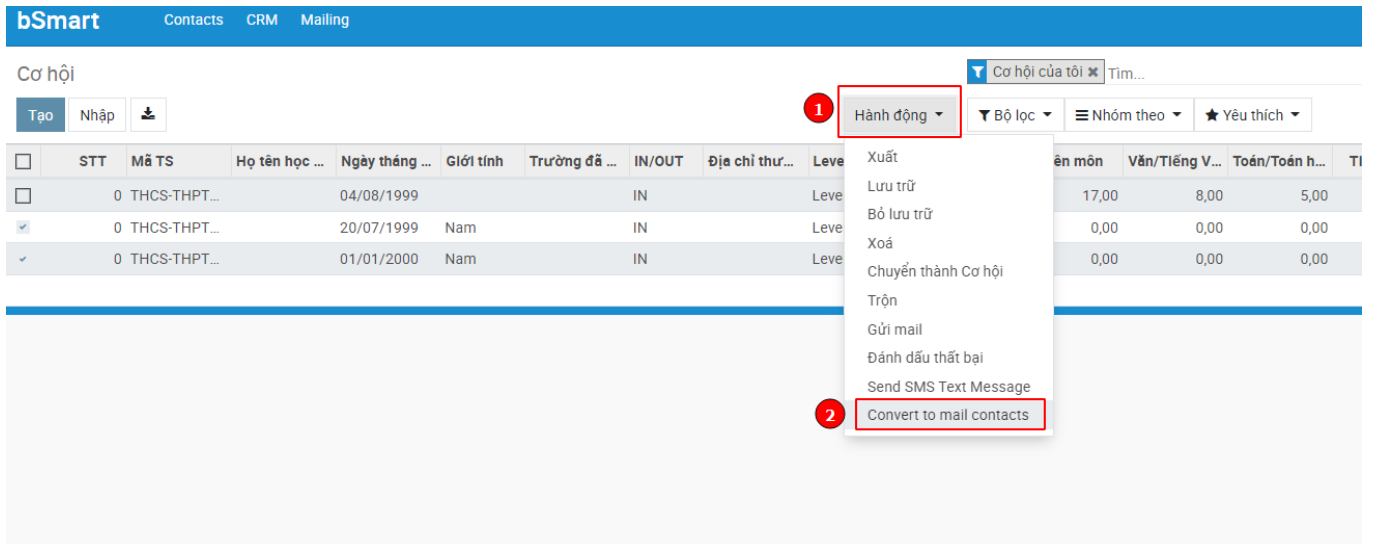 bSmart Contacts CRM Mailing
Cơ hội
Cơ hội của tôi Tìm...
Tạo Nhập 1 Hành động Bộ lọc Nhóm theo Yêu thích
STT Mã TS Họ tên học ... Ngày tháng ... Giới tính Trường đã ... IN/OUT Địa chỉ thư... Leve ên môn Văn/Tiếng V... Toán/Toán h...
0 THCS-THPT... 04/08/1999 IN Leve 17,00 8,00 5,00
0 THCS-THPT... 20/07/1999 Nam IN Leve 0,00 0,00 0,00
0 THCS-THPT... 01/01/2000 Nam IN Leve 0,00 0,00 0,00
Xuất
Lưu trữ
Bỏ lưu trữ
Xoá
Chuyển thành Cơ hội
Trộn
Gửi mail
Đánh dấu thất bại
Send SMS Text Message
2 Convert to mail contacts